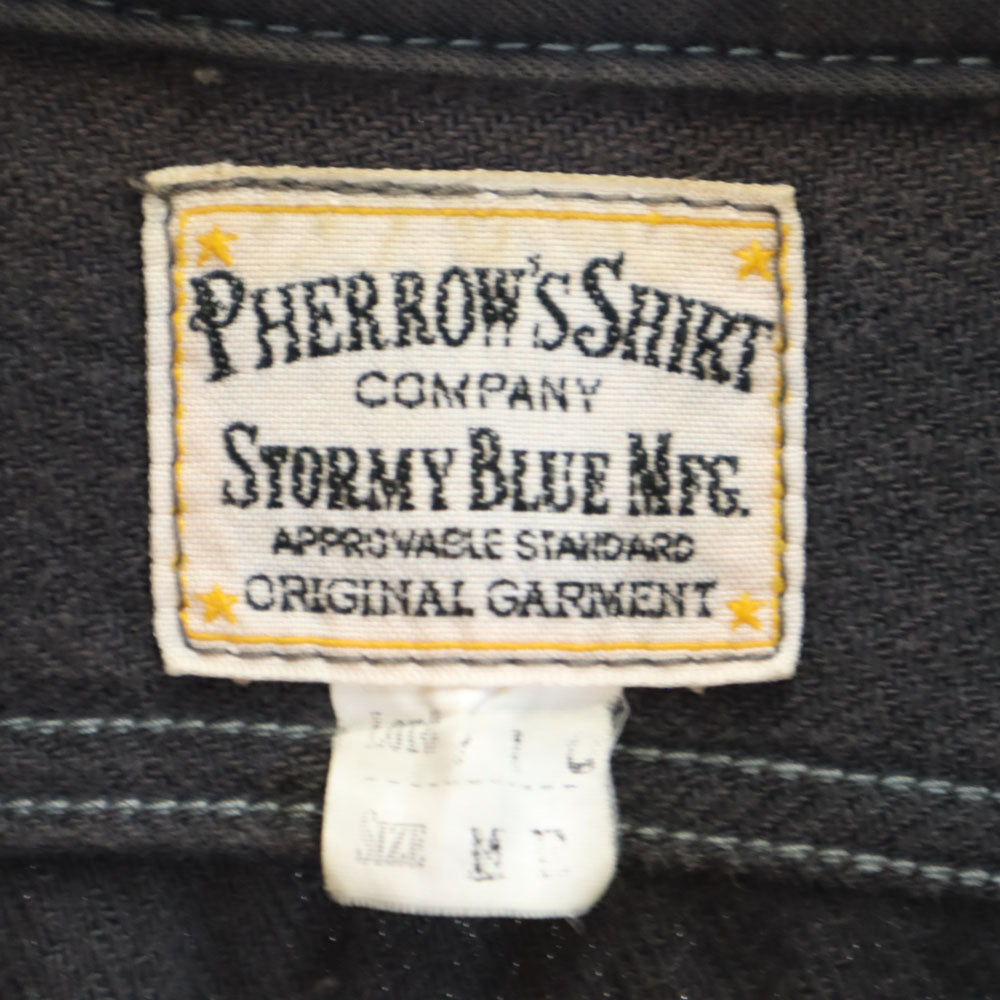 PHERROW'S SHIRT
COMPANY
STORMY BLUE MFG.
APPROVABLE STANDARD
ORIGINAL GARMENT
SIZE